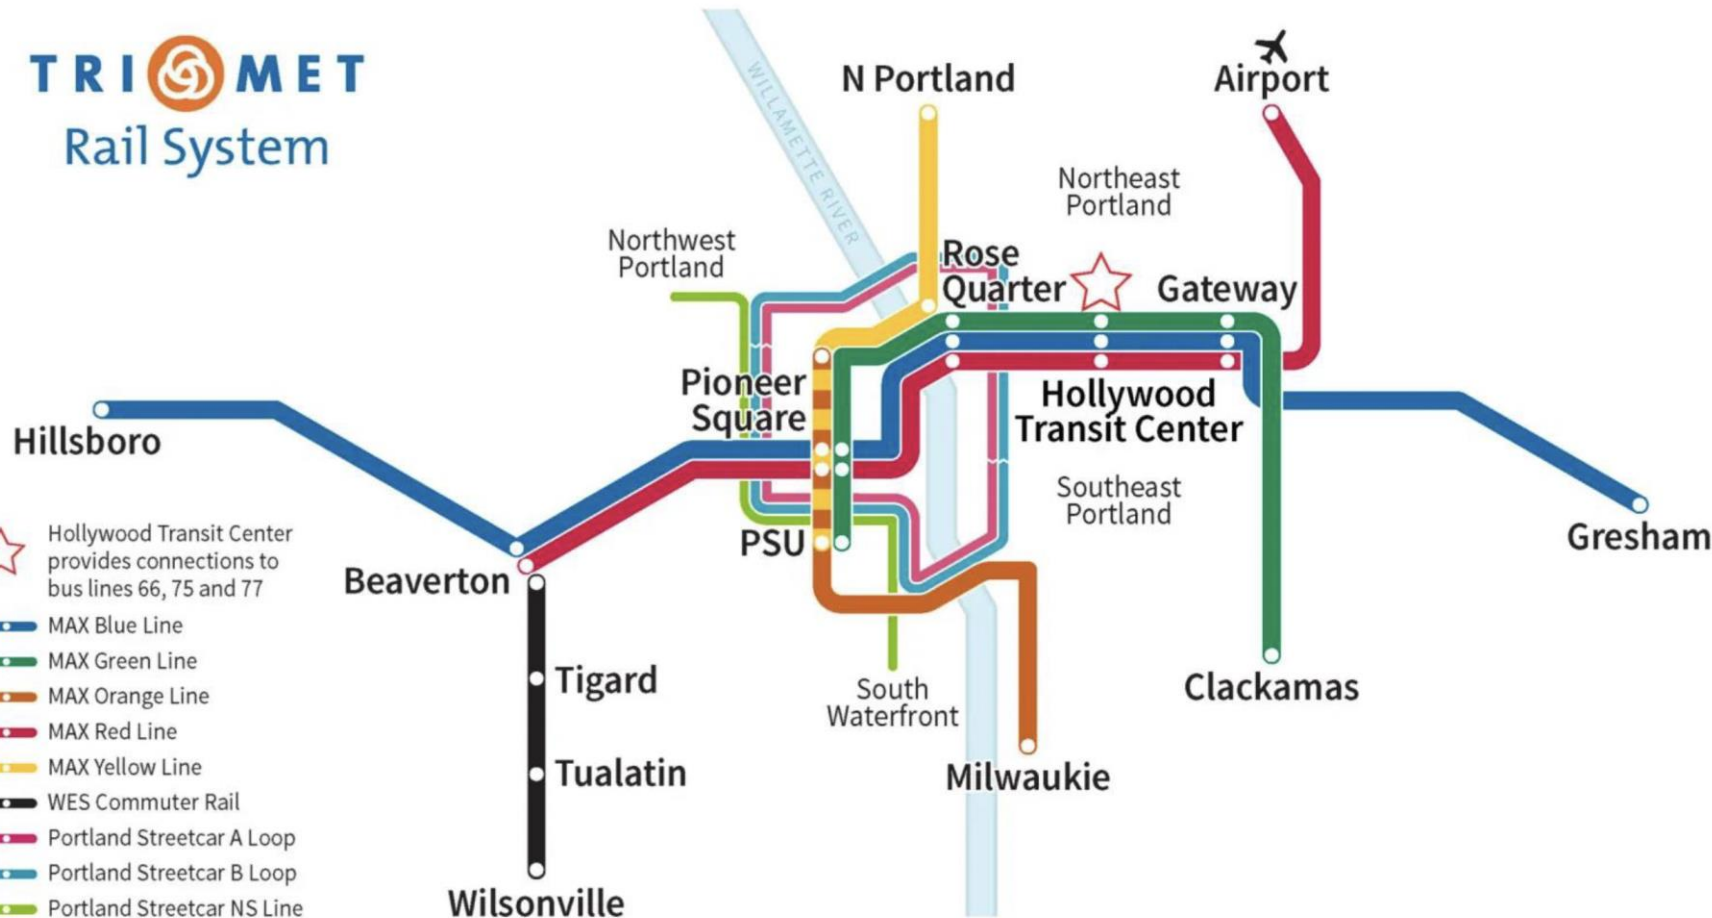 TRI MET
Rail System
N Portland
Airport
WILLAMETTE RIVER
Northeast
Portland
Northwest
Portland
Rose
Quarter
Gateway
Pioneer
Square
Hollywood
Transit Center
Hillsboro
Southeast
Portland
PSU
Gresham
Beaverton
Hollywood Transit Center
provides connections to
bus lines 66, 75 and 77
MAX Blue Line
MAX Green Line
MAX Orange Line
MAX Red Line
MAX Yellow Line
WES Commuter Rail
Portland Streetcar A Loop
Portland Streetcar B Loop
Portland Streetcar NS Line
Tigard
Tualatin
Wilsonville
South
Waterfront
Clackamas
Milwaukie